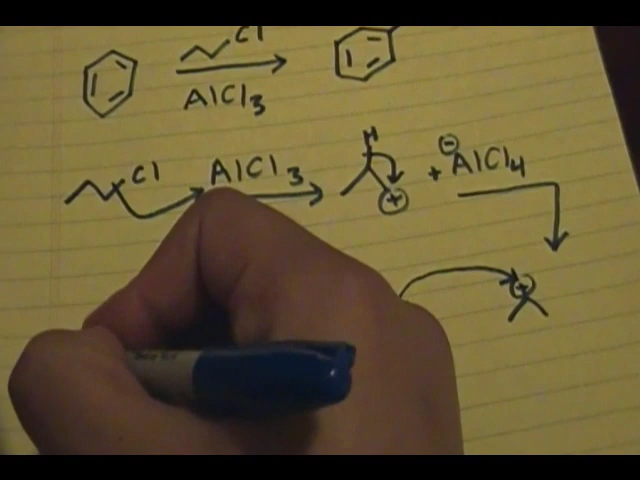 Cl
AlCl3
Cl AlCl3 H + + ⊖AlCl4
+